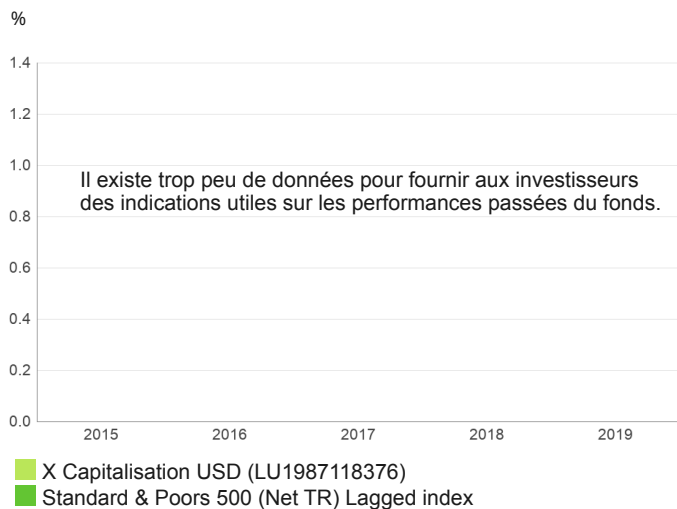 %
1.4
1.2
1.0
Il existe trop peu de données pour fournir aux investisseurs
des indications utiles sur les performances passées du fonds.
0.8
0.6
0.4
0.2
0.0
2015 2016 2017 2018 2019
X Capitalisation USD (LU1987118376)
Standard & Poors 500 (Net TR) Lagged index